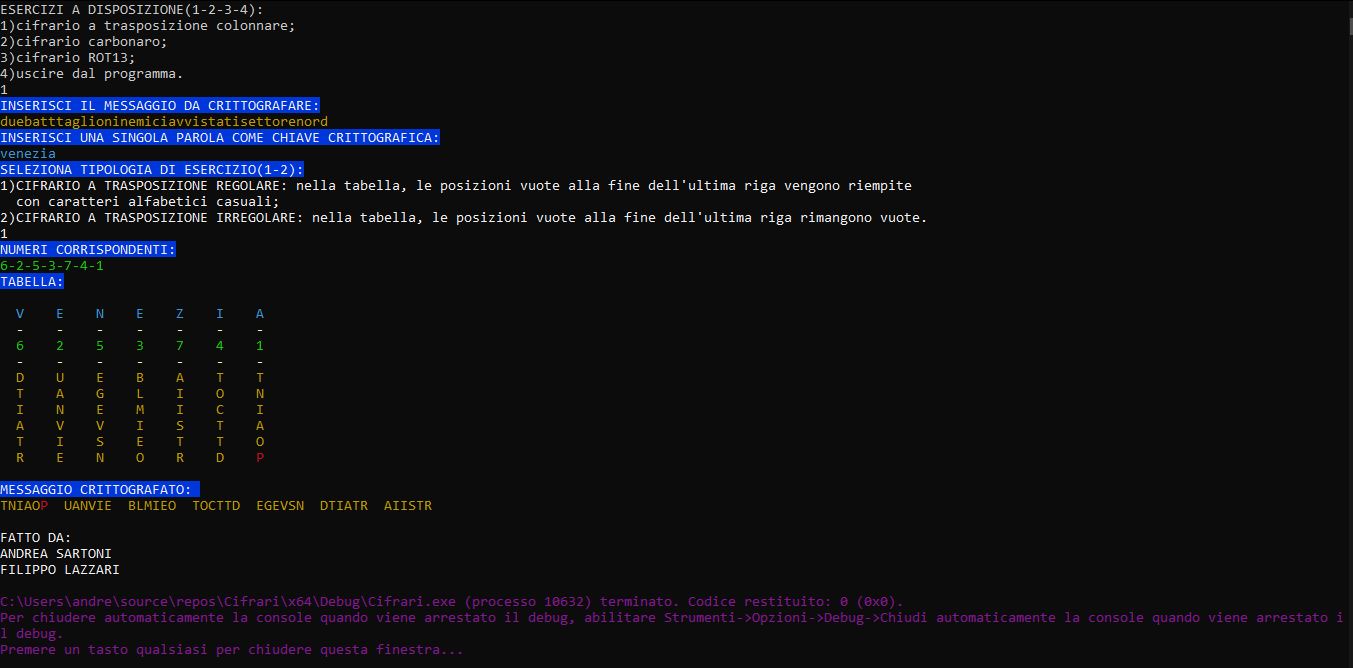 ESERCIZI A DISPOSIZIONE(1-2-3-4):
1)cifrario a trasposizione colonnare;
2)cifrario carbonaro;
3)cifrario ROT13;
4)uscire dal programma.
1
INSERISCI IL MESSAGGIO DA CRITTOGRAFARE:
duebatttaglioninemiciavvistatisettorenord
INSERISCI UNA SINGOLA PAROLA COME CHIAVE CRITTOGRAFICA:
venezia
SELEZIONA TIPOLOGIA DI ESERCIZIO(1-2):
1)CIFRARIO A TRASPOSIZIONE REGOLARE: nella tabella, le posizioni vuote alla fine dell'ultima riga vengono riempite
  con caratteri alfabetici casuali;
2)CIFRARIO A TRASPOSIZIONE IRREGOLARE: nella tabella, le posizioni vuote alla fine dell'ultima riga rimangono vuote.
1
NUMERI CORRISPONDENTI:
6-2-5-3-7-4-1
TABELLA:
V    E    N    E    Z    I    A
-    -    -    -    -    -    -
6    2    5    3    7    4    1
-    -    -    -    -    -    -
D    U    E    B    A    T    T
T    A    G    L    I    O    N
I    N    E    M    I    C    I
A    V    V    I    S    T    A
T    I    S    E    T    T    O
R    E    N    O    R    D    P
MESSAGGIO CRITTOGRAFATO:
TNIAOP  UANVIE  BLMIEO  TOCTTD  EGEVSN  DTIATR  AIISTR
FATTO DA:
ANDREA SARTONI
FILIPPO LAZZARI
C:\Users\andre\source\repos\Cifrari\x64\Debug\Cifrari.exe (processo 10632) terminato. Codice restituito: 0 (0x0).
Per chiudere automaticamente la console quando viene arrestato il debug, abilitare Strumenti->Opzioni->Debug->Chiudi automaticamente la console quando viene arrestato i
l debug.
Premere un tasto qualsiasi per chiudere questa finestra...